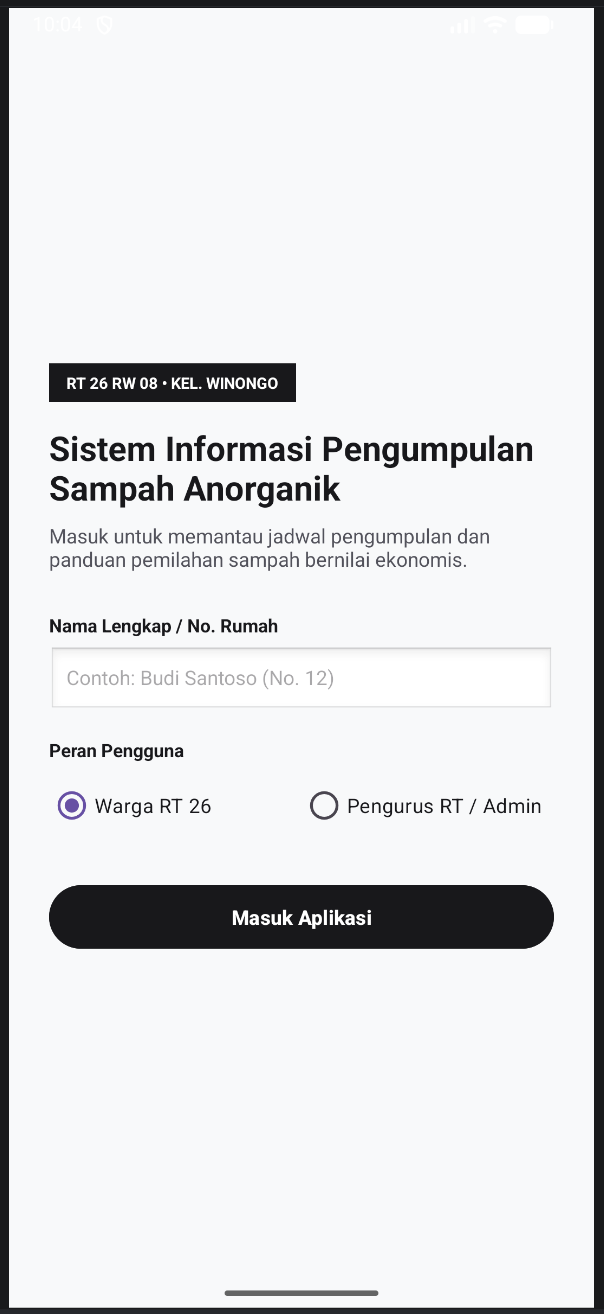 10:04
RT 26 RW 08 • KEL. WINONGO
Sistem Informasi Pengumpulan
Sampah Anorganik
Masuk untuk memantau jadwal pengumpulan dan
panduan pemilahan sampah bernilai ekonomis.
Nama Lengkap / No. Rumah
Contoh: Budi Santoso (No. 12)
Peran Pengguna
Warga RT 26
Pengurus RT / Admin
Masuk Aplikasi